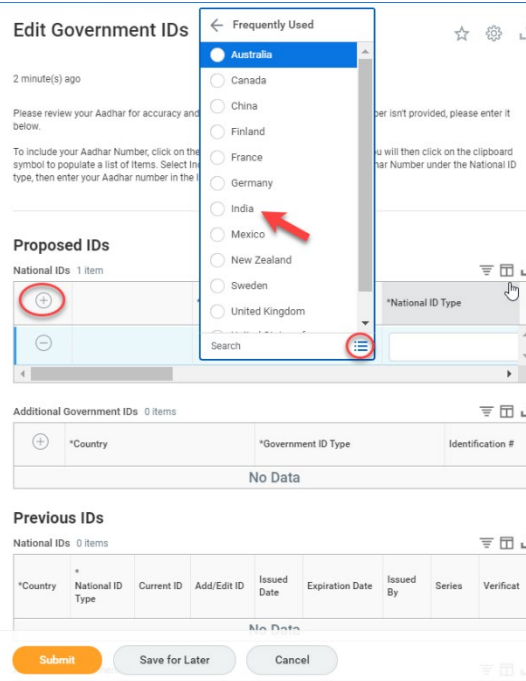 Edit Government IDs
2 minute(s) ago
Please review your Aadhar for accuracy and
ber isn't provided, please enter it
below.
To include your Aadhar Number, click on the
u will then click on the clipboard
symbol to populate a list of Items. Select
har Number under the National ID
type, then enter your Aadhar number in the
Frequently Used
Australia
Canada
China
Finland
France
Germany
India
Mexico
New Zealand
Sweden
United Kingdom
Search
Proposed IDs
National IDs 1 item
*National ID Type
Additional Government IDs 0 items
*Country *Government ID Type Identification #
No Data
Previous IDs
National IDs 0 items
*Country * National ID Type Current ID Add/Edit ID Issued Date Expiration Date Issued By Series Verificat
No Data
Submit Save for Later Cancel